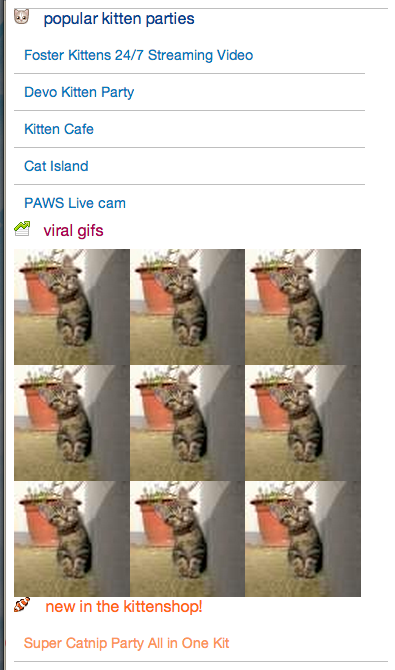 popular kitten parties
Foster Kittens 24/7 Streaming Video
Devo Kitten Party
Kitten Cafe
Cat Island
PAWS Live cam
viral gifs
new in the kittenshop!
Super Catnip Party All in One Kit